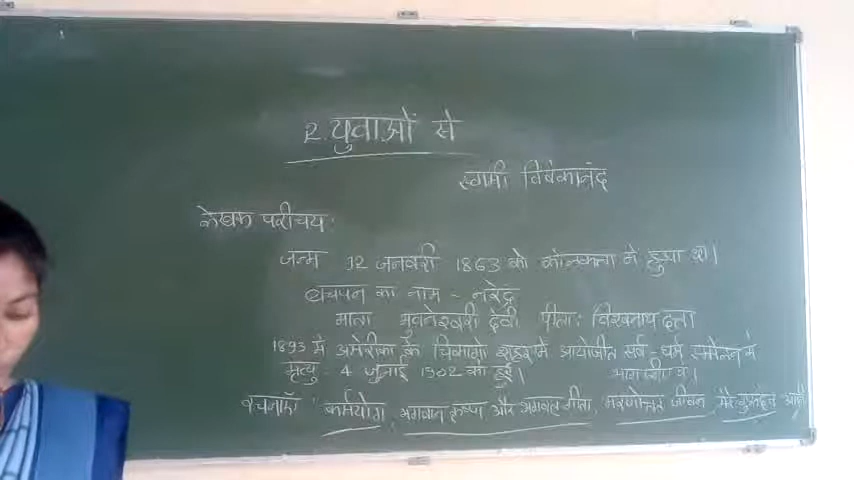 2. युवाओं से
स्वामी विवेकानंद
लेखक परीचय:
जन्म 12 जनवरी 1863 को कोलकाता में हुआ था।
बचपन का नाम - नरेंद्र
माता भुवनेश्वरी देवी पीता: विश्वनाथ दत्त
1893 में अमेरीका के चिकागो शहर में आयोजीत सर्व-धर्म सम्मेलन में
भाग लीया था।
मृत्यु - 4 जुलाई 1902 को हुई।
रचनाएँ: कर्मयोग, भगवान कृष्ण और भगवत गीता, मरणोत्तर जीवन, मेरे गुरुदेव आदि